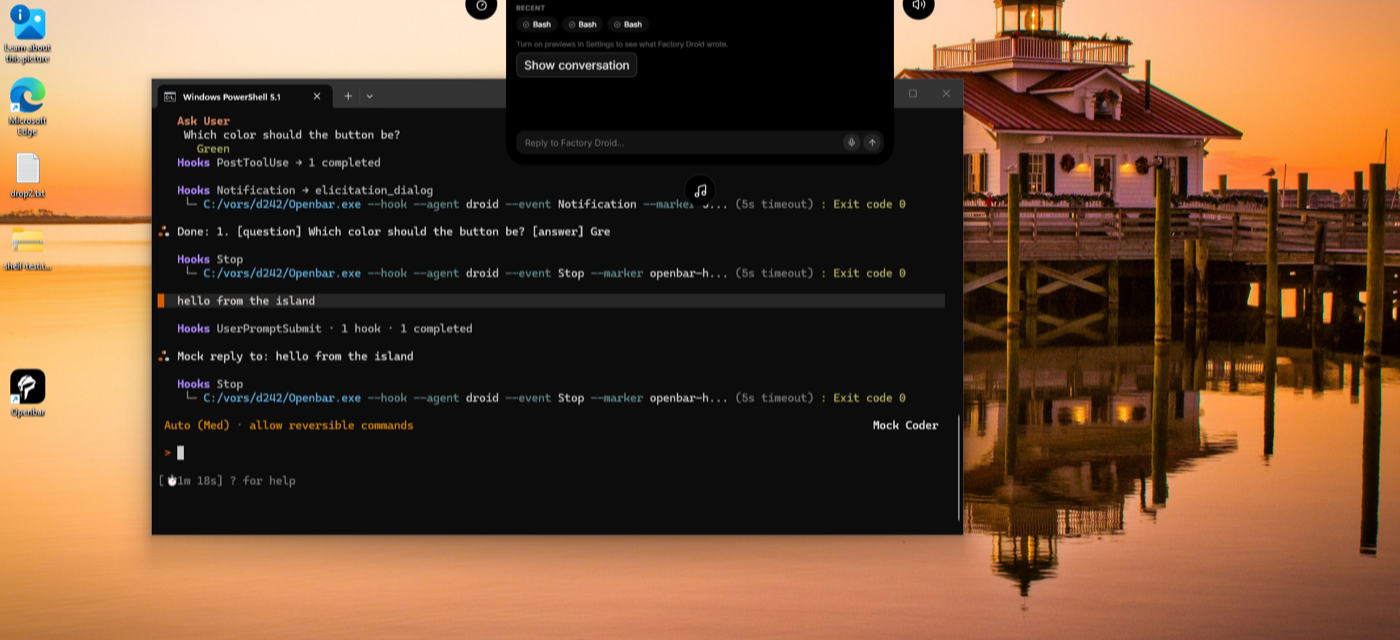 Learn about
this picture
Microsoft
Edge
drop2.txt
Openbar
RECENT
Bash
Bash
Bash
Turn on previews in Settings to see what Factory Droid wrote.
Show conversation
Reply to Factory Droid...
Windows PowerShell 5.1
Ask User
Which color should the button be?
Green
Hooks PostToolUse → 1 completed
Hooks Notification → elicitation_dialog
└─ C:/vors/d242/Openbar.exe --hook --agent droid --event Notification --marker o... (5s timeout) : Exit code 0
Done: 1. [question] Which color should the button be? [answer] Gre
Hooks Stop
└─ C:/vors/d242/Openbar.exe --hook --agent droid --event Stop --marker openbar-h... (5s timeout) : Exit code 0
hello from the island
Hooks UserPromptSubmit · 1 hook · 1 completed
Mock reply to: hello from the island
Hooks Stop
└─ C:/vors/d242/Openbar.exe --hook --agent droid --event Stop --marker openbar-h... (5s timeout) : Exit code 0
Auto (Med) · allow reversible commands
Mock Coder
>
[⏱1m 18s] ? for help